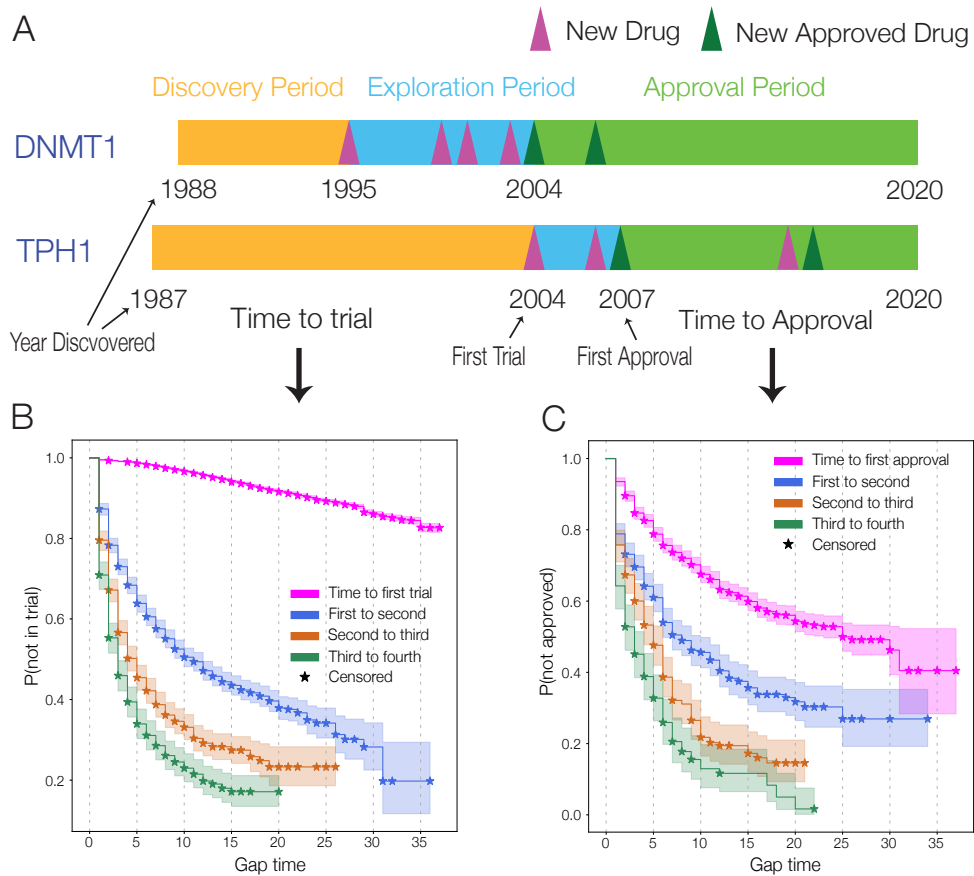 A
New Drug
New Approved Drug
Discovery Period
Exploration Period
Approval Period
DNMT1
1988
1995
2004
2020
TPH1
1987
2004
2007
2020
Year Discvovered
Time to trial
First Trial
First Approval
Time to Approval
B
P(not in trial)
1.0
0.8
0.6
0.4
0.2
Time to first trial
First to second
Second to third
Third to fourth
Censored
0 5 10 15 20 25 30 35
Gap time
C
P(not approved)
1.0
0.8
0.6
0.4
0.2
0.0
Time to first approval
First to second
Second to third
Third to fourth
Censored
0 5 10 15 20 25 30 35
Gap time